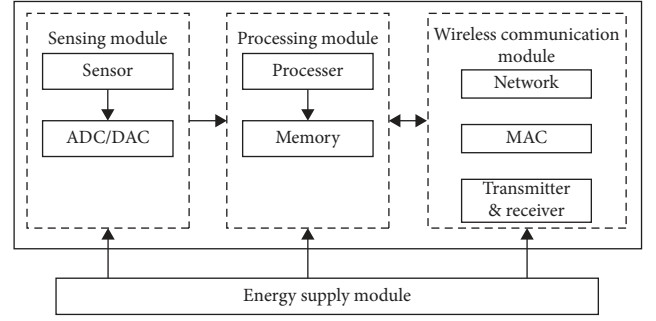 Sensing module
Sensor
ADC/DAC
Processing module
Processer
Memory
Wireless communication
module
Network
MAC
Transmitter
& receiver
Energy supply module